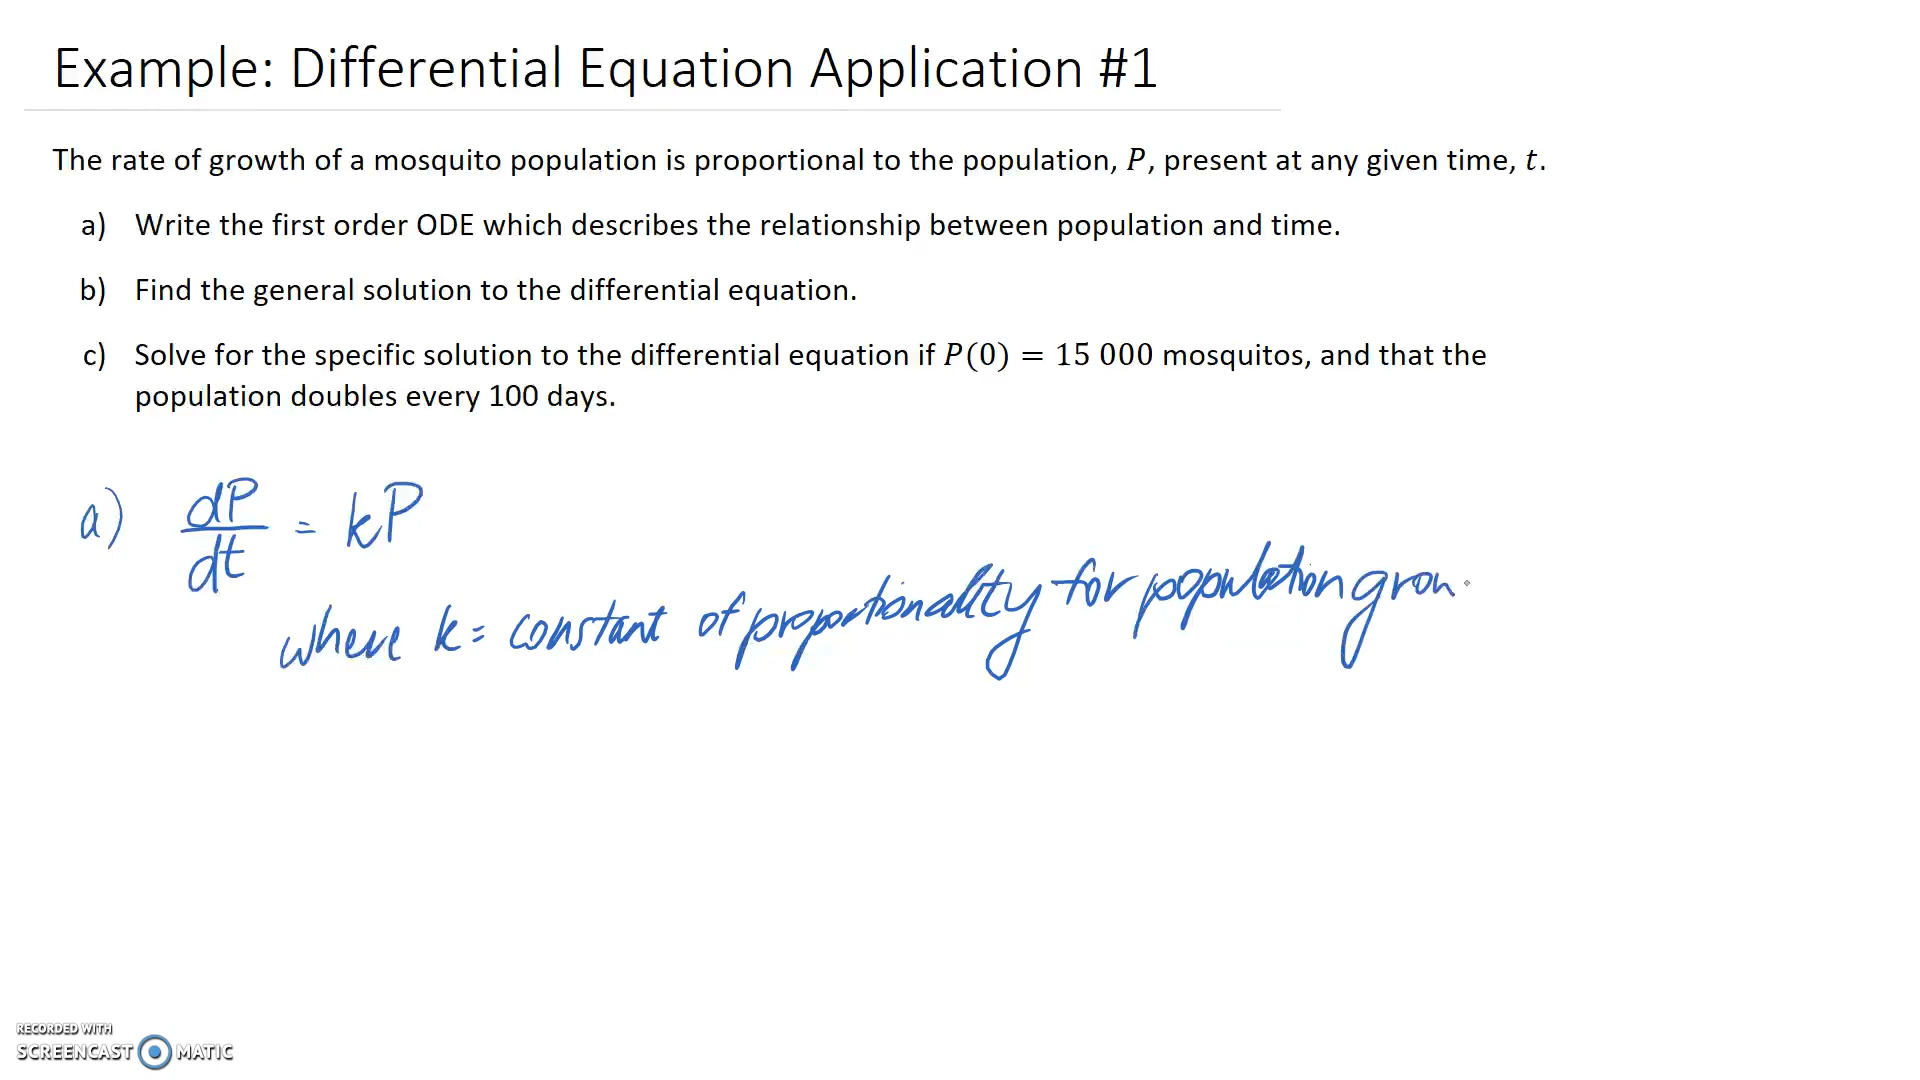 Example: Differential Equation Application #1
The rate of growth of a mosquito population is proportional to the population, P, present at any given time, t.
a) Write the first order ODE which describes the relationship between population and time.
b) Find the general solution to the differential equation.
c) Solve for the specific solution to the differential equation if P(0) = 15 000 mosquitos, and that the
population doubles every 100 days.
a) dP/dt = kP
where k = constant of proportionality for population grow
RECORDED WITH
SCREENCAST MATIC